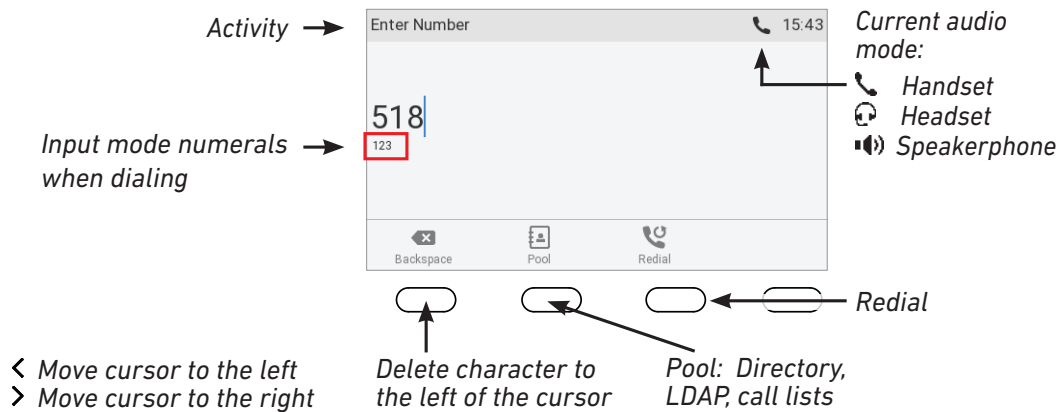 Activity
Enter Number
15:43
Current audio
mode:
Handset
Headset
Speakerphone
518
123
Input mode numerals
when dialing
Backspace
Pool
Redial
Redial
< Move cursor to the left
> Move cursor to the right
Delete character to
the left of the cursor
Pool: Directory,
LDAP, call lists